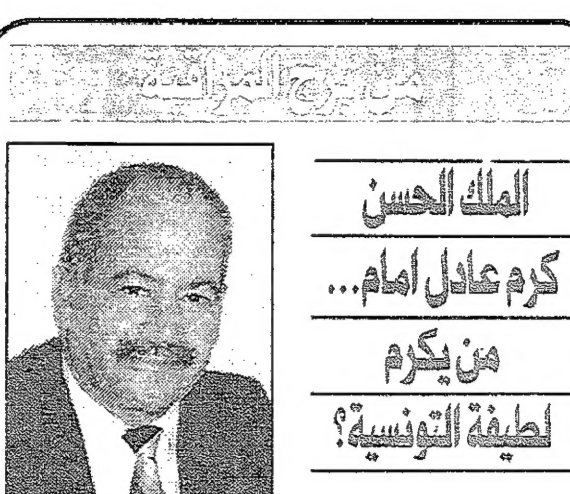 من برج المراقبة
الملك الحسن
كرم عادل امام...
من يكرم
لطيفة التونسية؟